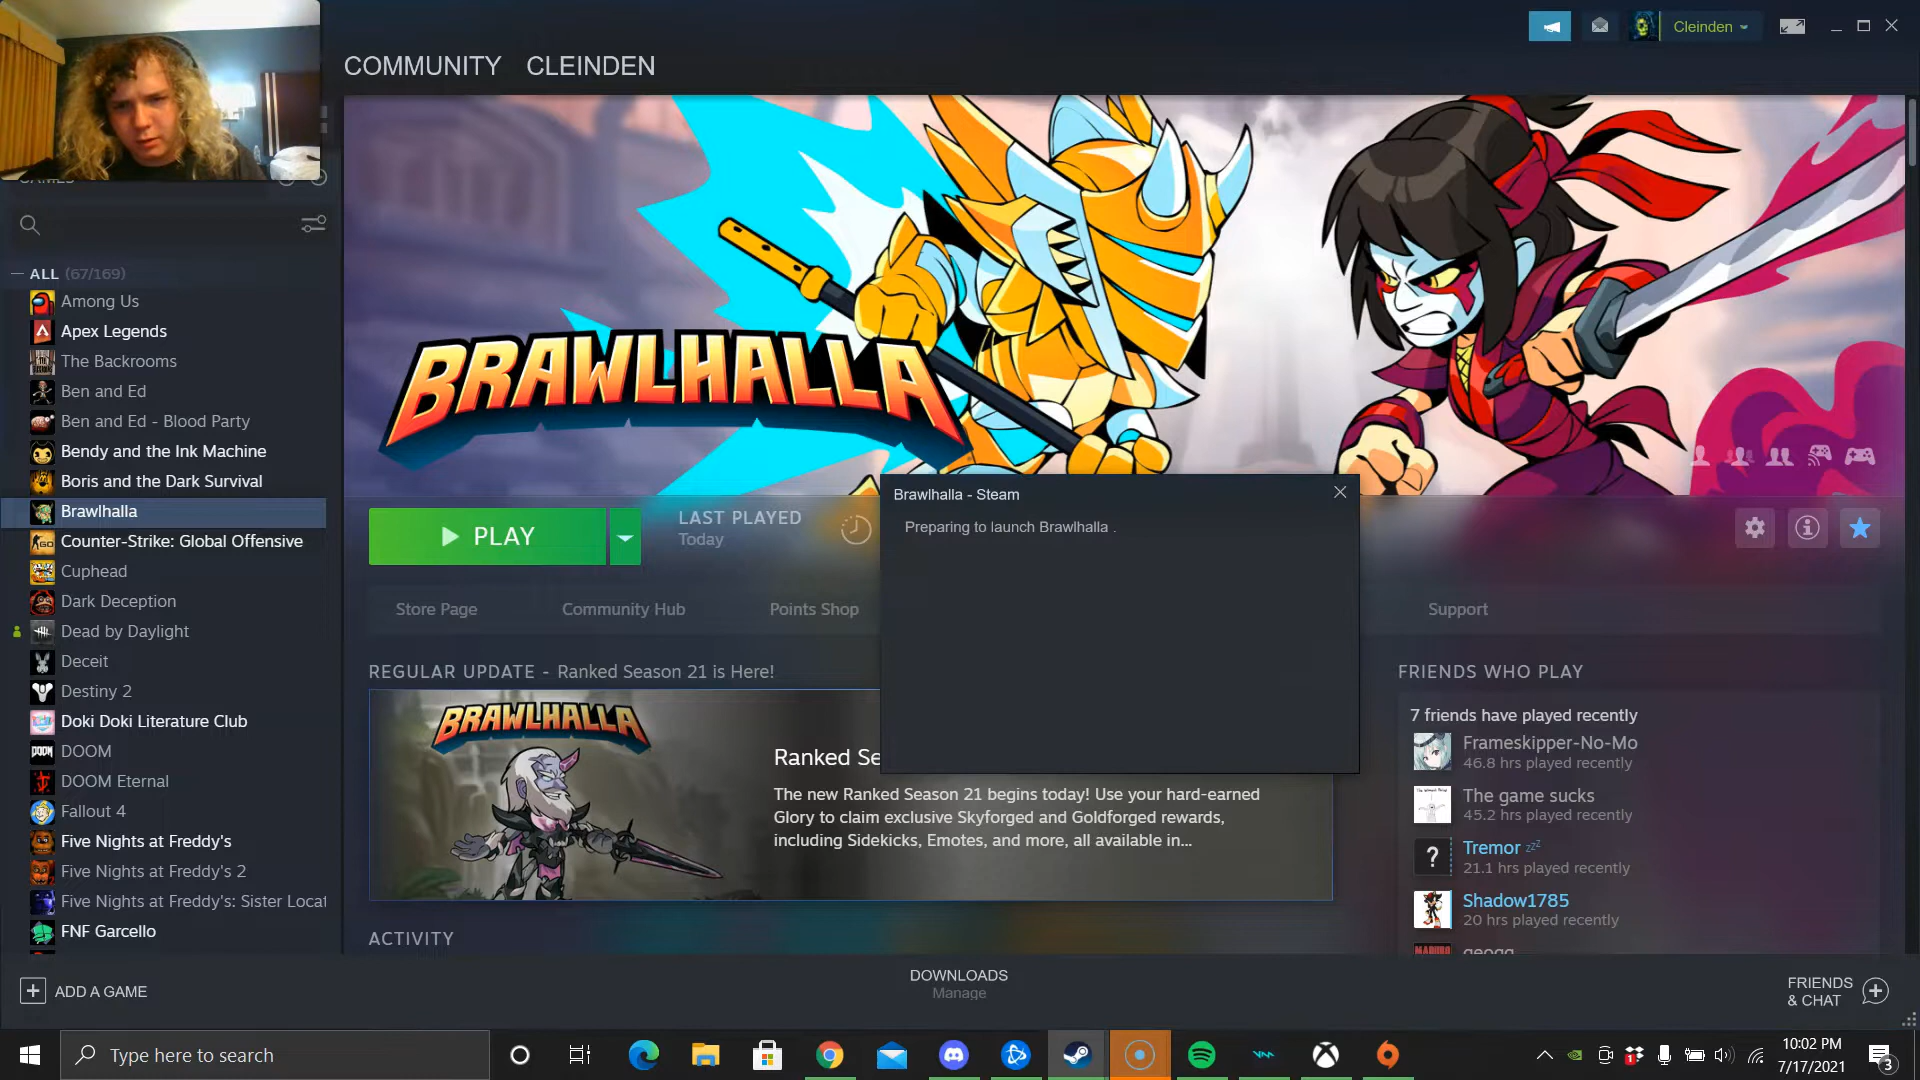 COMMUNITY CLEINDEN
Cleinden
ALL (67/169)
Among Us
Apex Legends
The Backrooms
Ben and Ed
Ben and Ed - Blood Party
Bendy and the Ink Machine
Boris and the Dark Survival
Brawlhalla
Counter-Strike: Global Offensive
Cuphead
Dark Deception
Dead by Daylight
Deceit
Destiny 2
Doki Doki Literature Club
DOOM
DOOM Eternal
Fallout 4
Five Nights at Freddy's
Five Nights at Freddy's 2
Five Nights at Freddy's: Sister Locat
FNF Garcello
ADD A GAME
BRAWLHALLA
PLAY
LAST PLAYED
Today
Brawlhalla - Steam
Preparing to launch Brawlhalla .
Store Page
Community Hub
Points Shop
Support
REGULAR UPDATE - Ranked Season 21 is Here!
BRAWLHALLA
Ranked Se
The new Ranked Season 21 begins today! Use your hard-earned
Glory to claim exclusive Skyforged and Goldforged rewards,
including Sidekicks, Emotes, and more, all available in...
ACTIVITY
FRIENDS WHO PLAY
7 friends have played recently
Frameskipper-No-Mo
46.8 hrs played recently
The game sucks
45.2 hrs played recently
Tremor zzz
21.1 hrs played recently
Shadow1785
20 hrs played recently
DOWNLOADS
Manage
FRIENDS
& CHAT
Type here to search
10:02 PM
7/17/2021
3